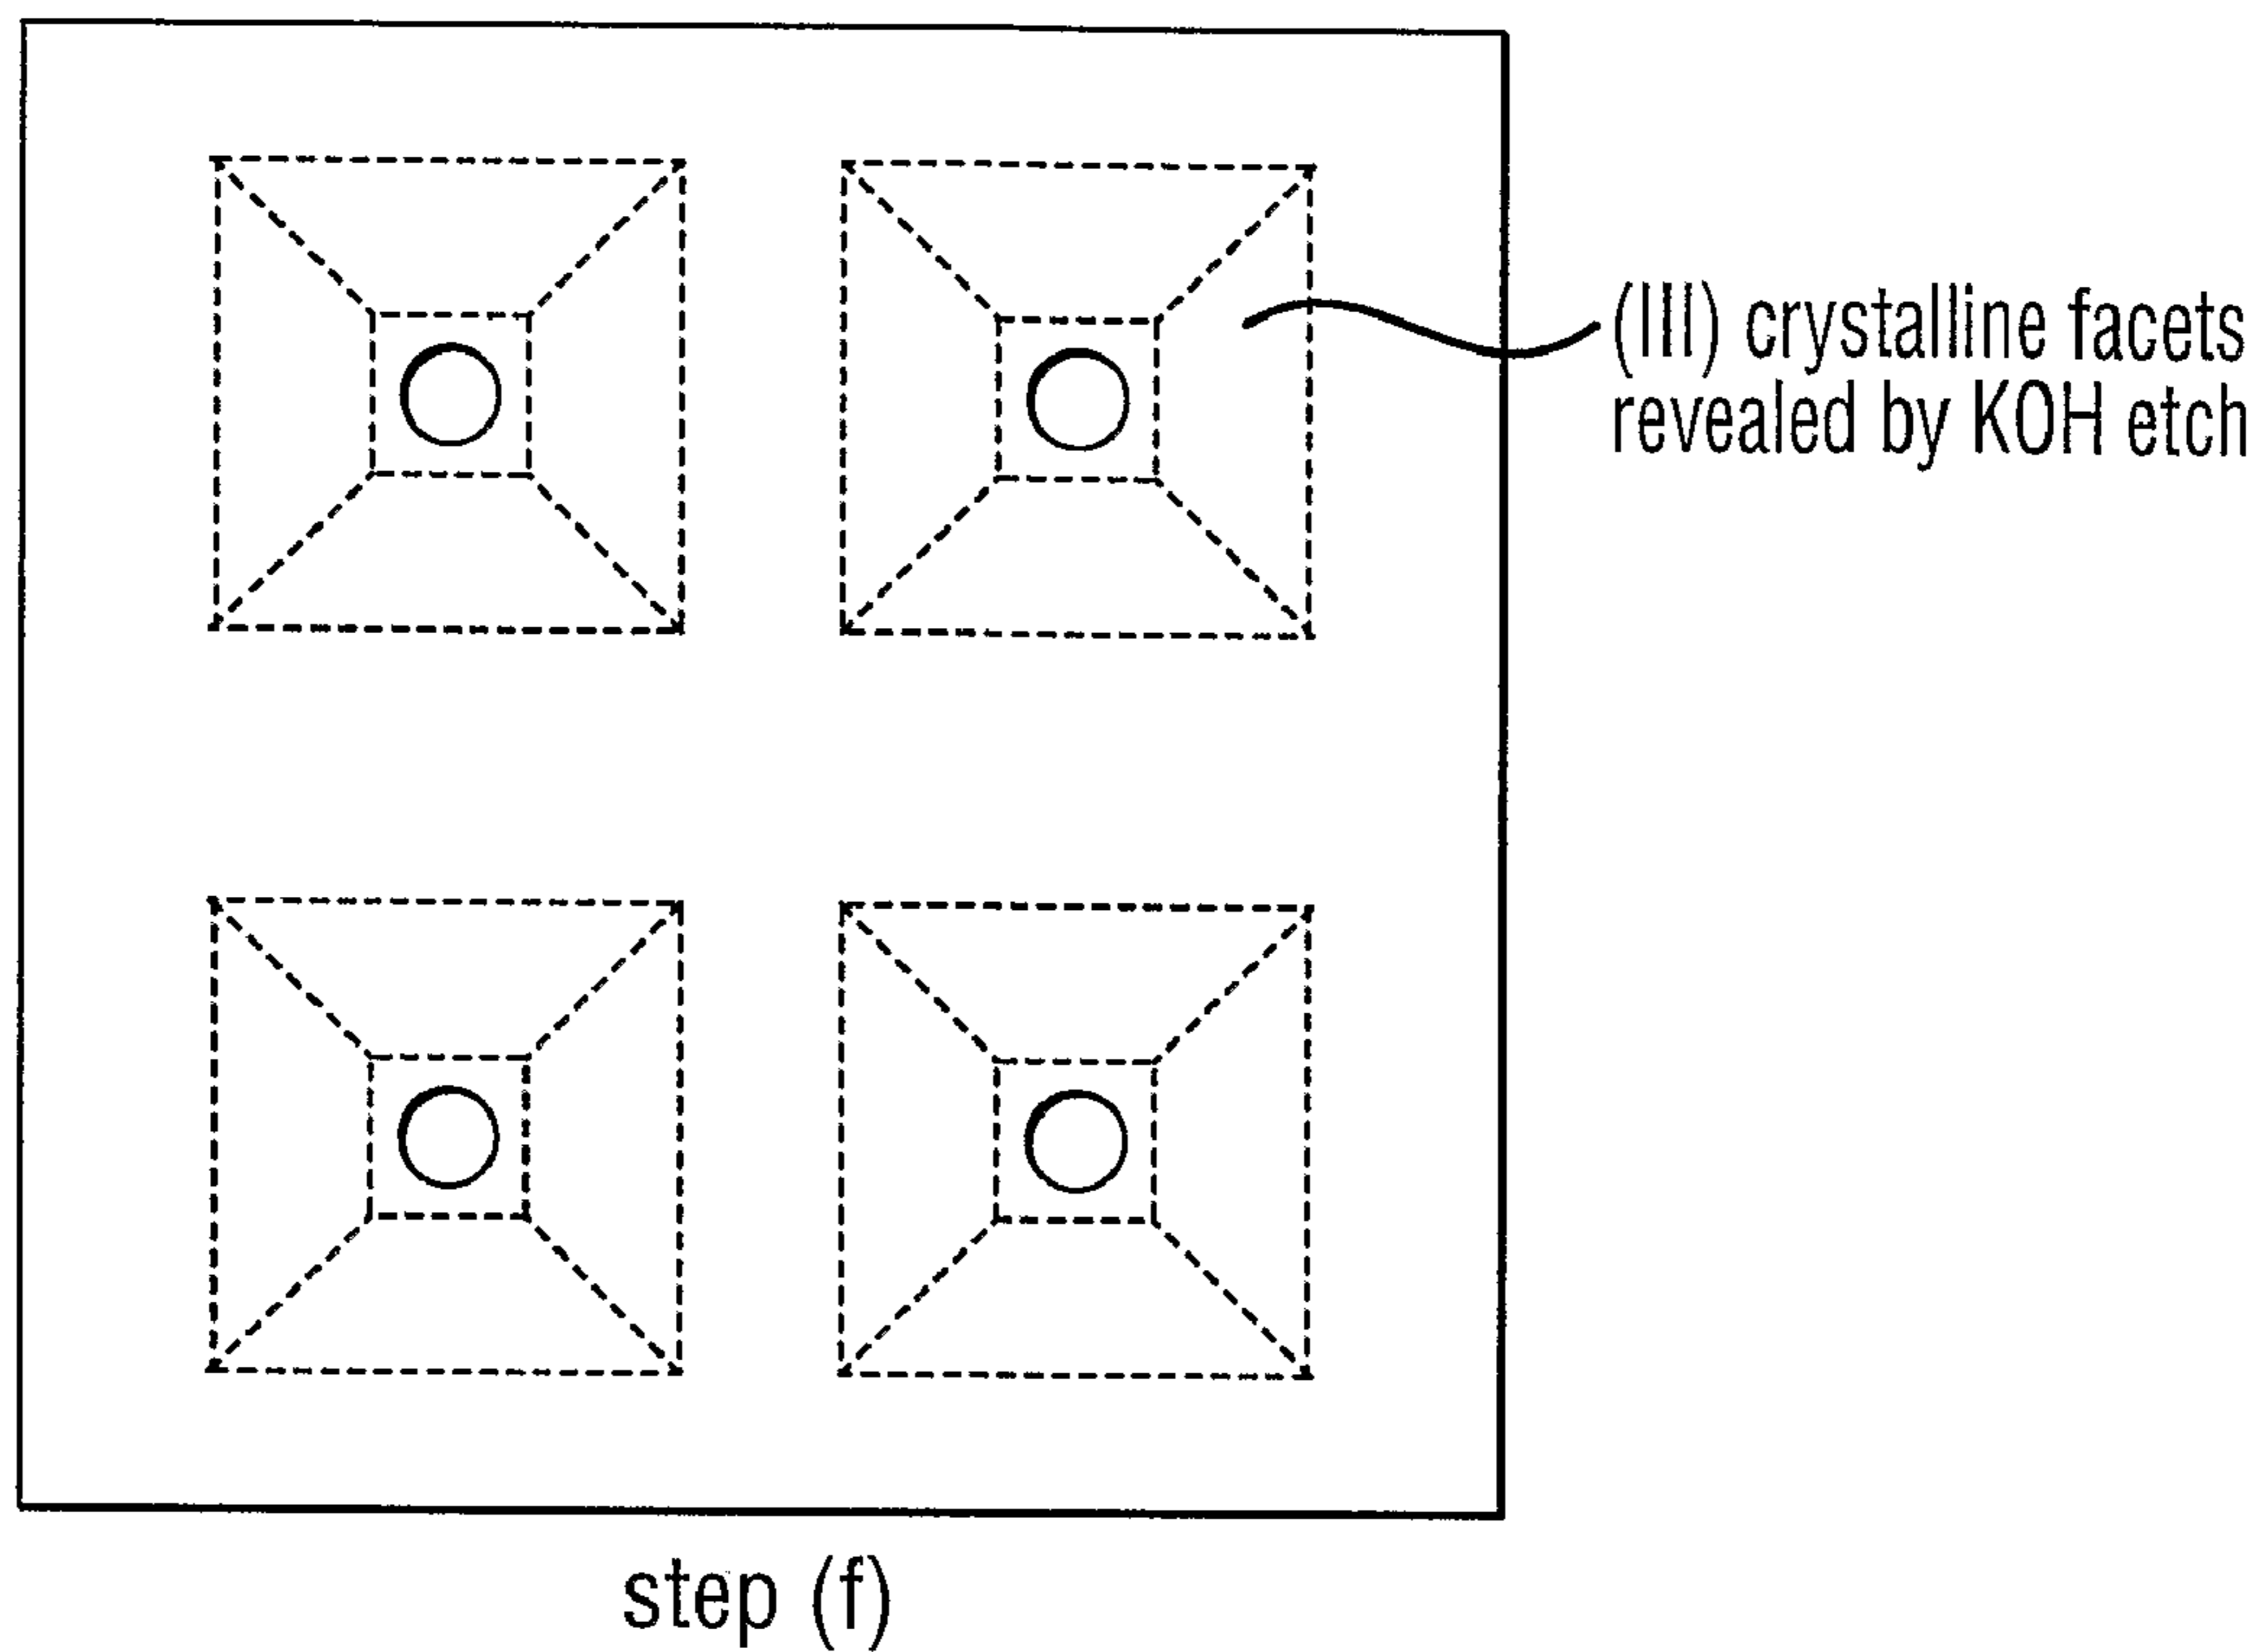 (III) crystalline facets
revealed by KOH etch
step (f)